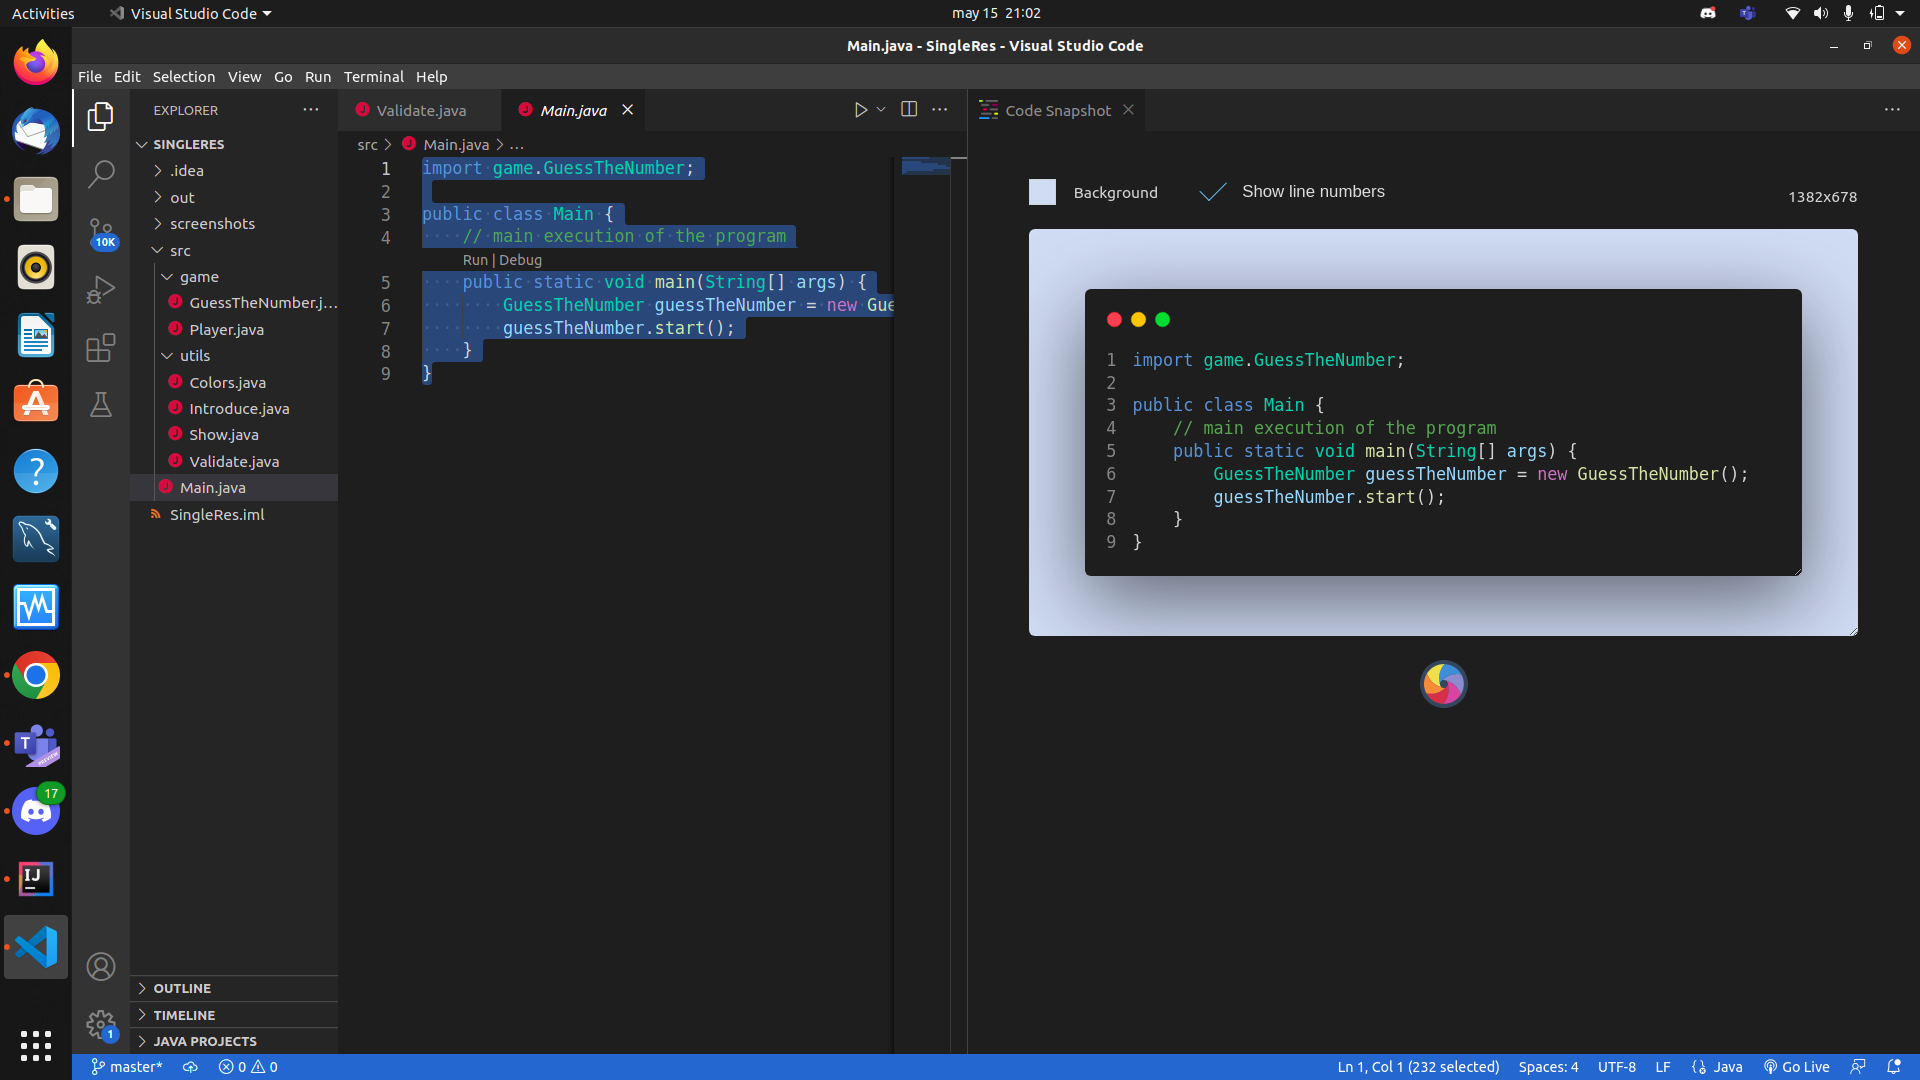 Activities
Visual Studio Code
may 15 21:02
Main.java - SingleRes - Visual Studio Code
File Edit Selection View Go Run Terminal Help
EXPLORER
SINGLERES
.idea
out
screenshots
src
game
GuessTheNumber.j...
Player.java
utils
Colors.java
Introduce.java
Show.java
Validate.java
Main.java
SingleRes.iml
OUTLINE
TIMELINE
JAVA PROJECTS
10K
1
17
Validate.java
Main.java
src > Main.java > ...
1 import game.GuessTheNumber;
2
3 public class Main {
4 // main execution of the program
Run | Debug
5 public static void main(String[] args) {
6 GuessTheNumber guessTheNumber = new Gue
7 guessTheNumber.start();
8 }
9 }
Code Snapshot
Background
Show line numbers
1382x678
1 import game.GuessTheNumber;
2
3 public class Main {
4 // main execution of the program
5 public static void main(String[] args) {
6 GuessTheNumber guessTheNumber = new GuessTheNumber();
7 guessTheNumber.start();
8 }
9 }
master*
0
0
Ln 1, Col 1 (232 selected)
Spaces: 4
UTF-8
LF
Java
Go Live